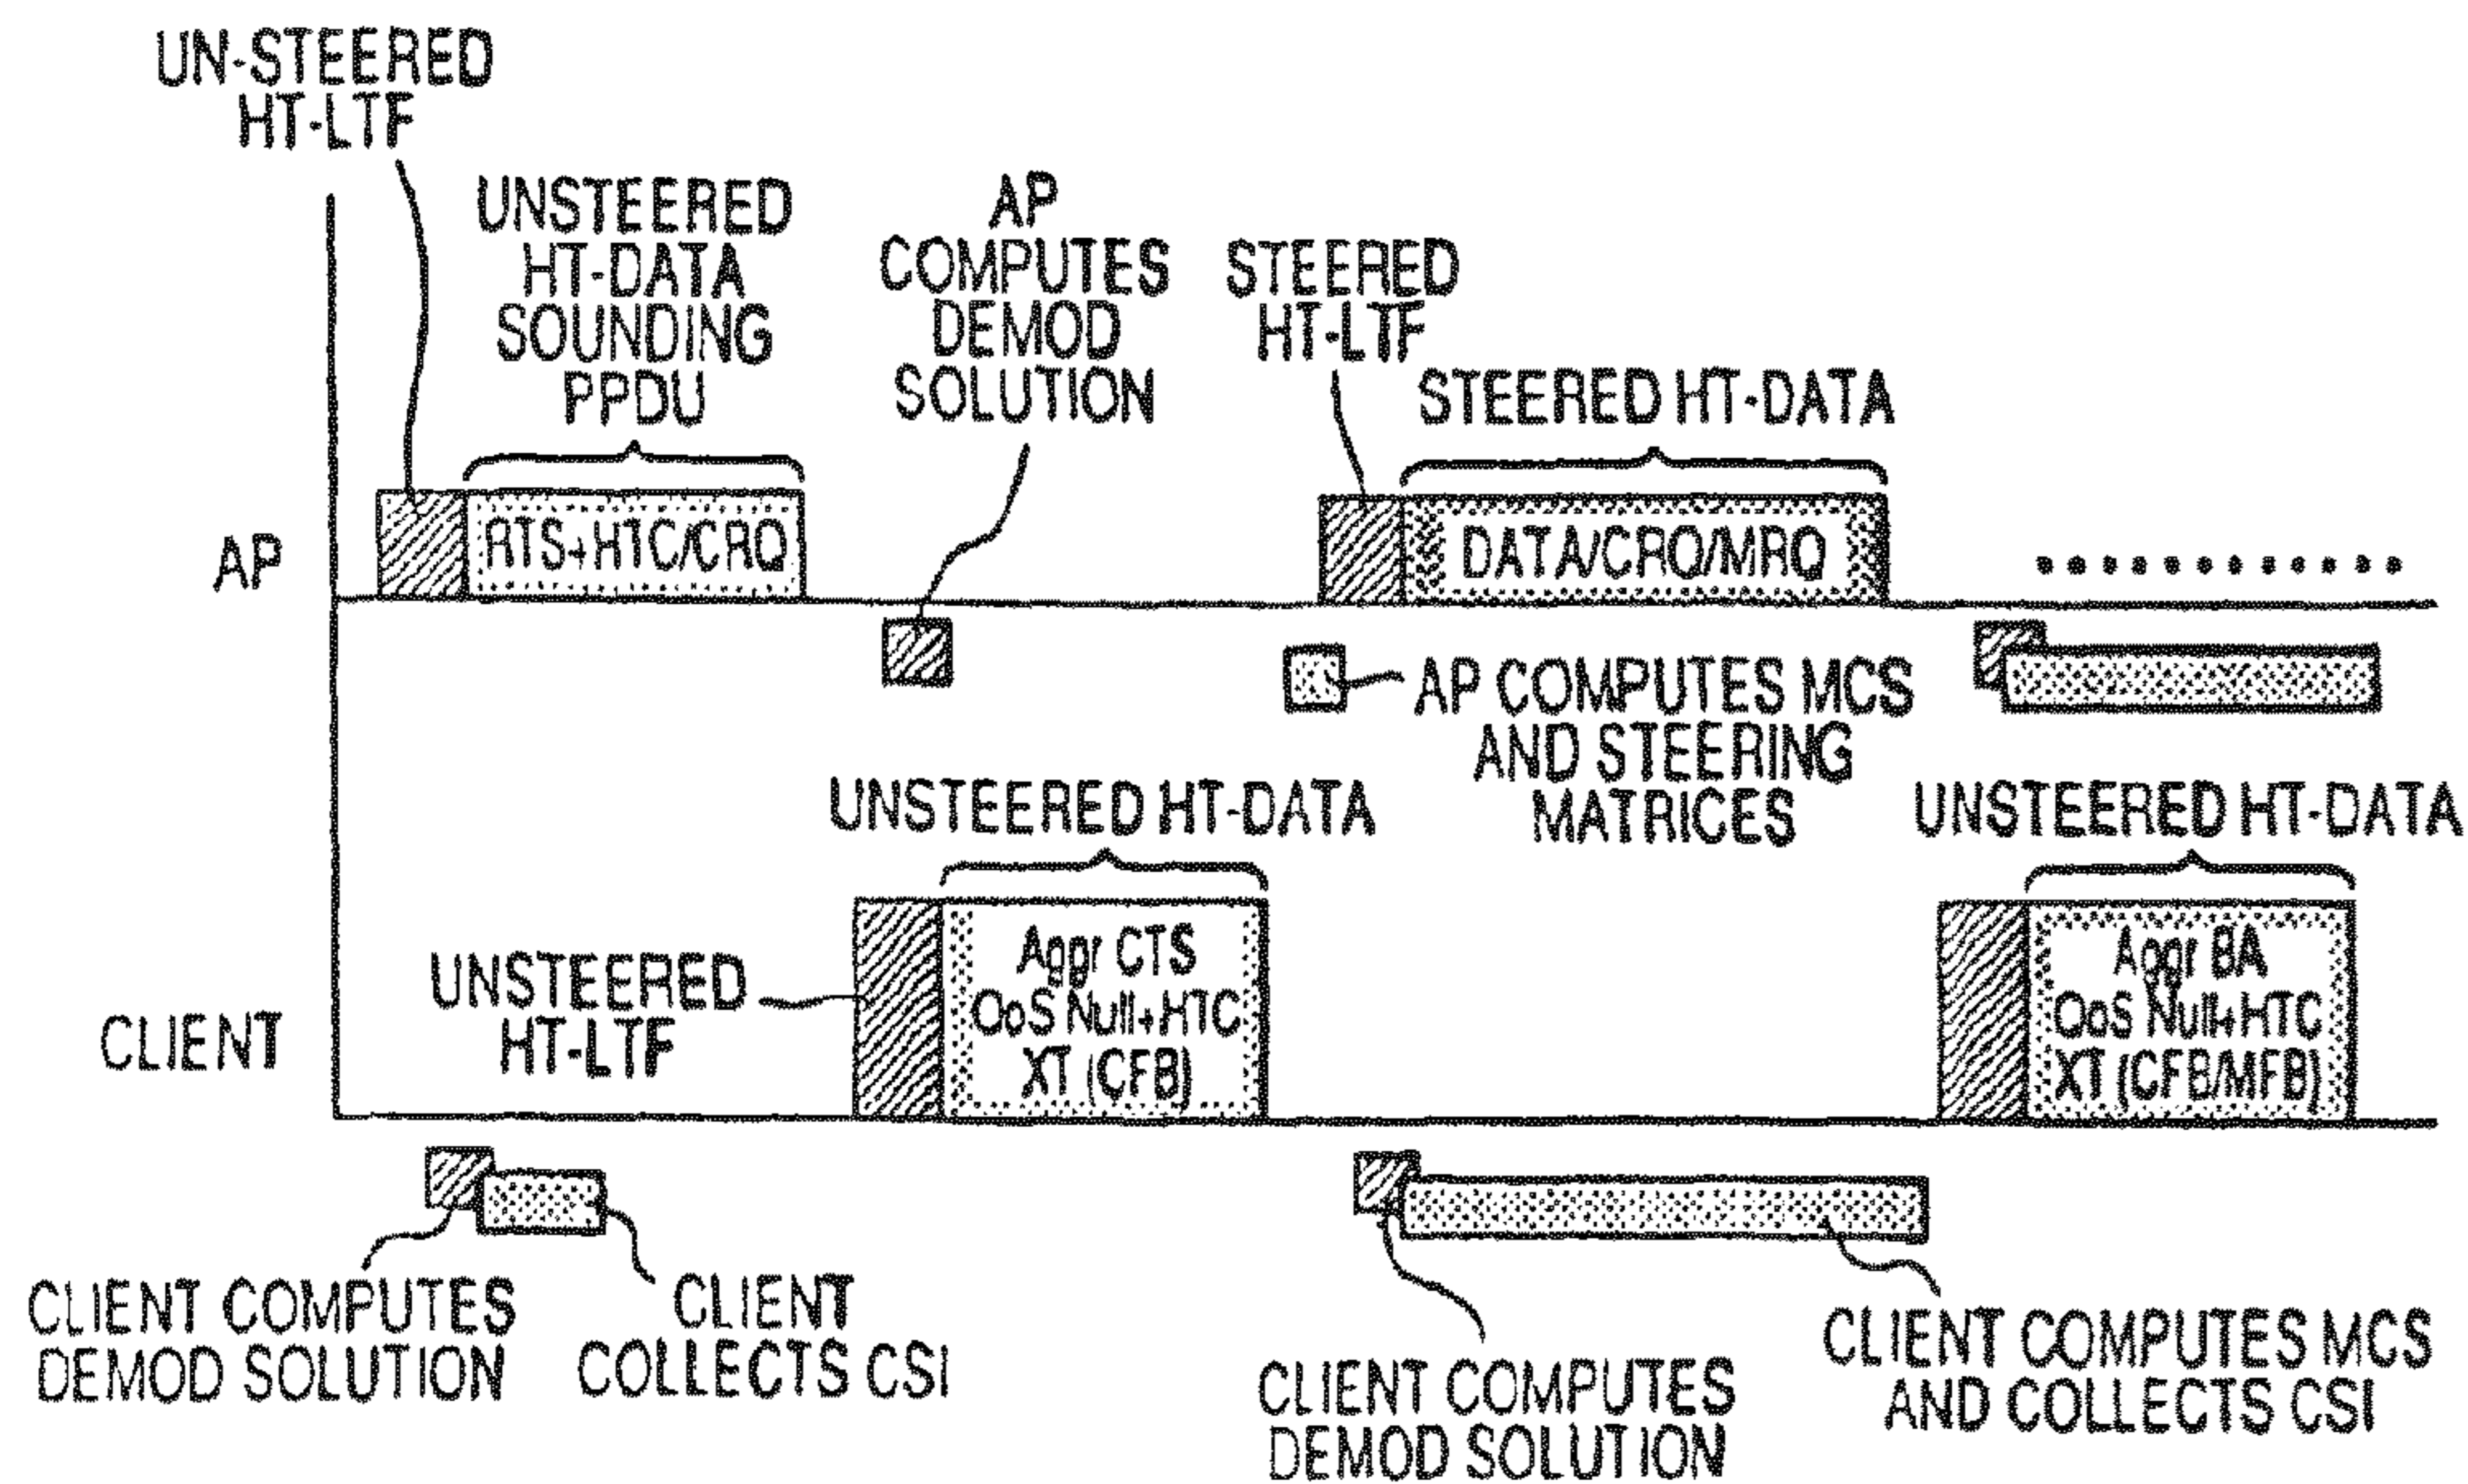 UN-STEERED
HT-LTF
UNSTEERED
HT-DATA
SOUNDING
PPDU
AP
COMPUTES
DEMOD
SOLUTION
STEERED
HT-LTF
STEERED HT-DATA
AP
RTS+HTC/CRQ
DATA/CRQ/MRQ
AP COMPUTES MCS
AND STEERING
MATRICES
UNSTEERED HT-DATA
UNSTEERED HT-DATA
CLIENT
UNSTEERED
HT-LTF
Aggr CTS
QoS Null+HTC
XT (CFB)
Aggr BA
QoS Null+HTC
XT (CFB/MFB)
CLIENT COMPUTES
DEMOD SOLUTION
CLIENT
COLLECTS CSI
CLIENT COMPUTES
DEMOD SOLUTION
CLIENT COMPUTES MCS
AND COLLECTS CSI